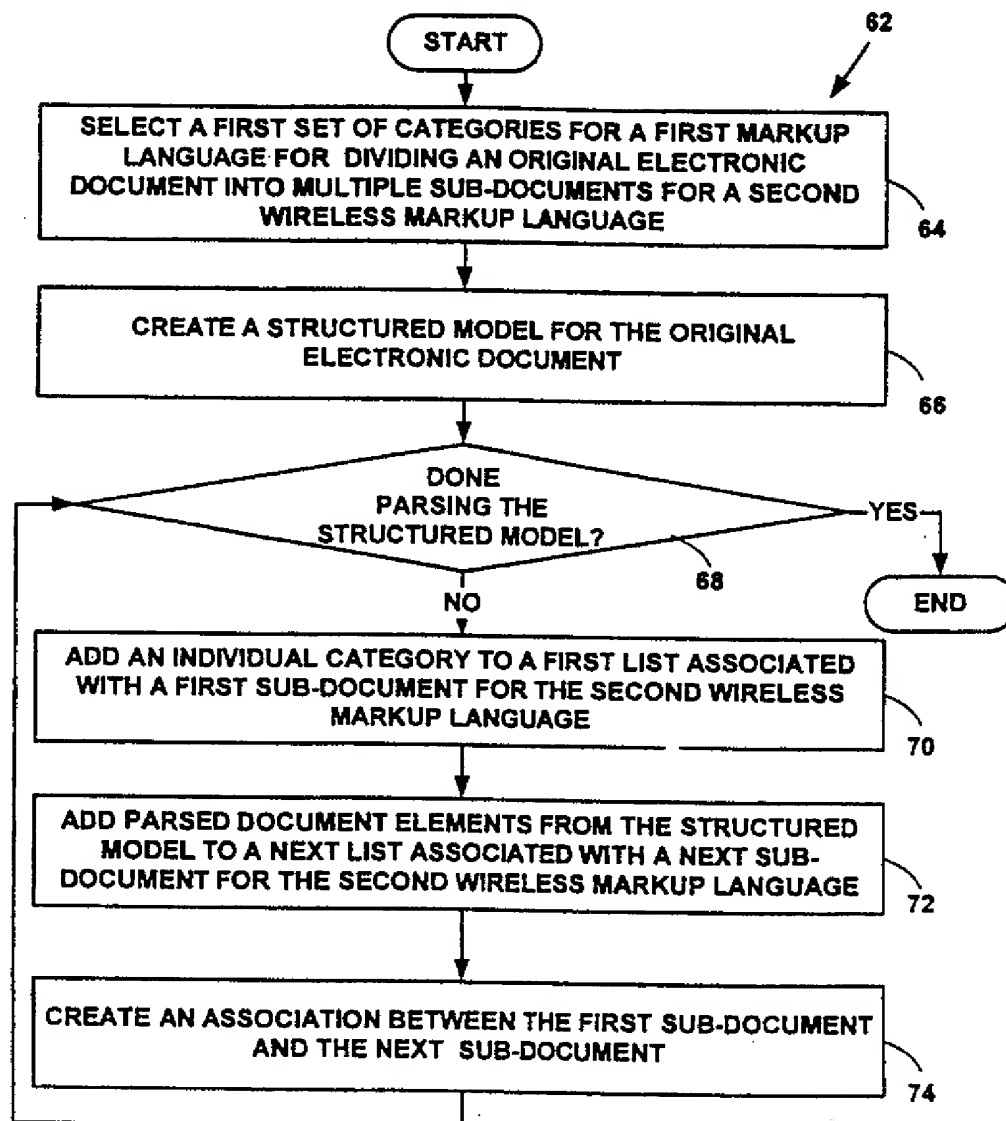 START
62
SELECT A FIRST SET OF CATEGORIES FOR A FIRST MARKUP
LANGUAGE FOR DIVIDING AN ORIGINAL ELECTRONIC
DOCUMENT INTO MULTIPLE SUB-DOCUMENTS FOR A SECOND
WIRELESS MARKUP LANGUAGE
64
CREATE A STRUCTURED MODEL FOR THE ORIGINAL
ELECTRONIC DOCUMENT
66
DONE
PARSING THE
STRUCTURED MODEL?
YES
68
NO
END
ADD AN INDIVIDUAL CATEGORY TO A FIRST LIST ASSOCIATED
WITH A FIRST SUB-DOCUMENT FOR THE SECOND WIRELESS
MARKUP LANGUAGE
70
ADD PARSED DOCUMENT ELEMENTS FROM THE STRUCTURED
MODEL TO A NEXT LIST ASSOCIATED WITH A NEXT SUB-
DOCUMENT FOR THE SECOND WIRELESS MARKUP LANGUAGE
72
CREATE AN ASSOCIATION BETWEEN THE FIRST SUB-DOCUMENT
AND THE NEXT SUB-DOCUMENT
74